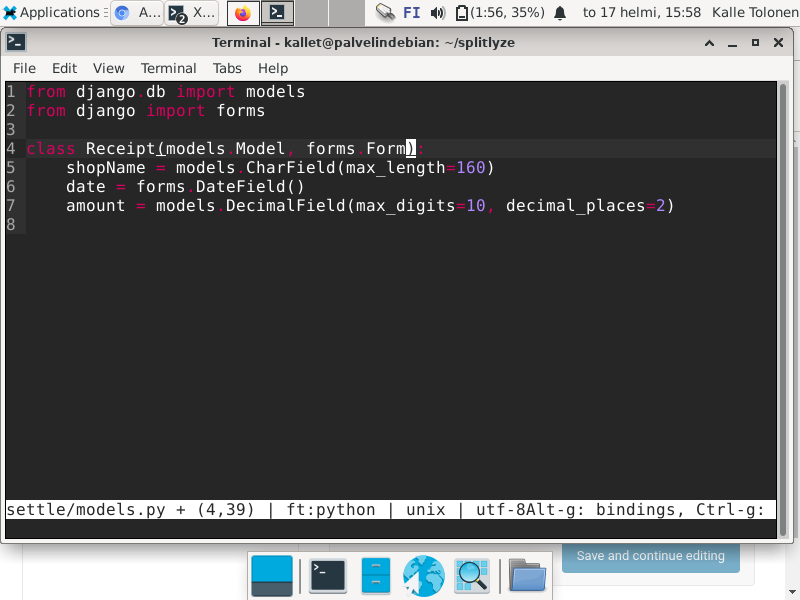 Applications
A...
2
X...
FI
(1:56, 35%)
to 17 helmi, 15:58
Kalle Tolonen
Terminal - kallet@palvelindebian: ~/splitlyze
File Edit View Terminal Tabs Help
1 from django.db import models
2 from django import forms
3
4 class Receipt(models.Model, forms.Form):
5     shopName = models.CharField(max_length=160)
6     date = forms.DateField()
7     amount = models.DecimalField(max_digits=10, decimal_places=2)
8
settle/models.py + (4,39) | ft:python | unix | utf-8Alt-g: bindings, Ctrl-g:
Save and continue editing